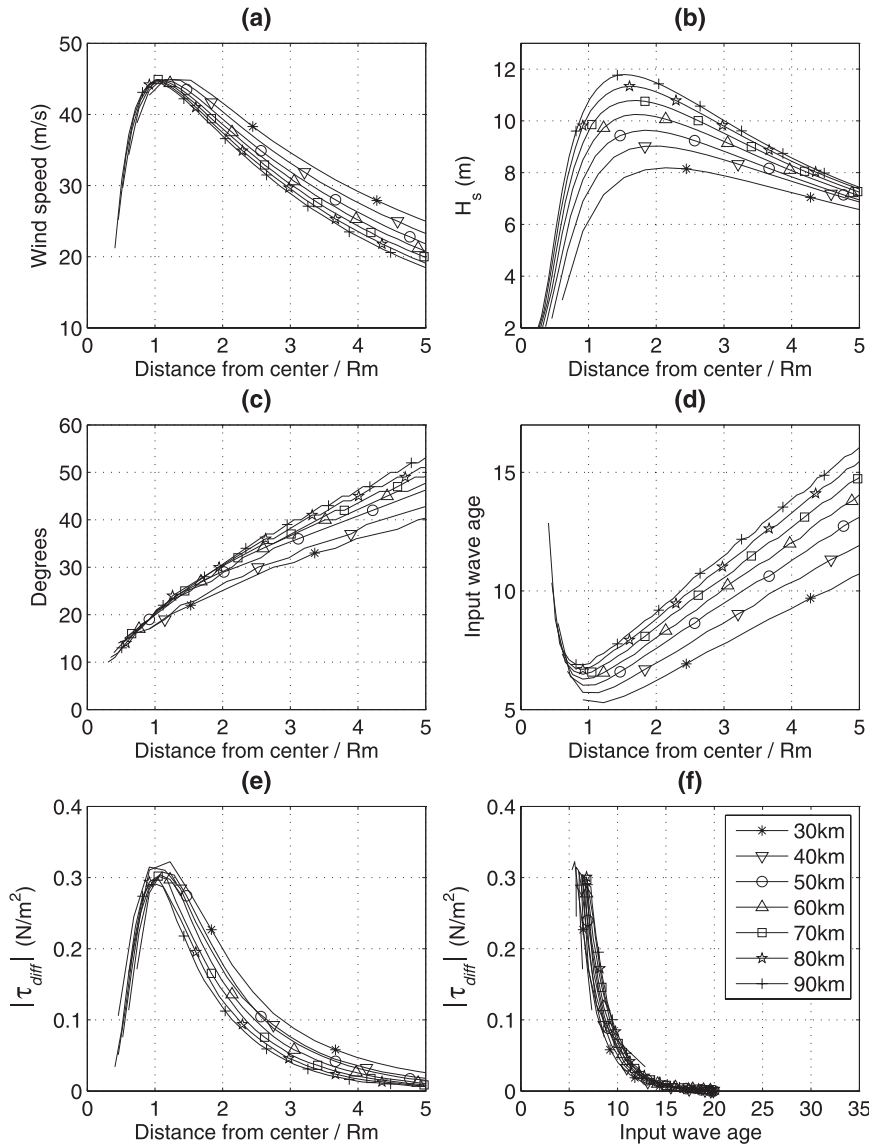 (a)
50
40
30
20
10
Wind speed (m/s)
0 1 2 3 4 5
Distance from center / Rm
(b)
12
10
8
6
4
2
H_s (m)
0 1 2 3 4 5
Distance from center / Rm
(c)
60
50
40
30
20
10
0
Degrees
0 1 2 3 4 5
Distance from center / Rm
(d)
15
10
5
Input wave age
0 1 2 3 4 5
Distance from center / Rm
(e)
0.4
0.3
0.2
0.1
0
|τ_diff| (N/m²)
0 1 2 3 4 5
Distance from center / Rm
(f)
0.4
0.3
0.2
0.1
0
|τ_diff| (N/m²)
0 5 10 15 20 25 30 35
Input wave age
30km
40km
50km
60km
70km
80km
90km